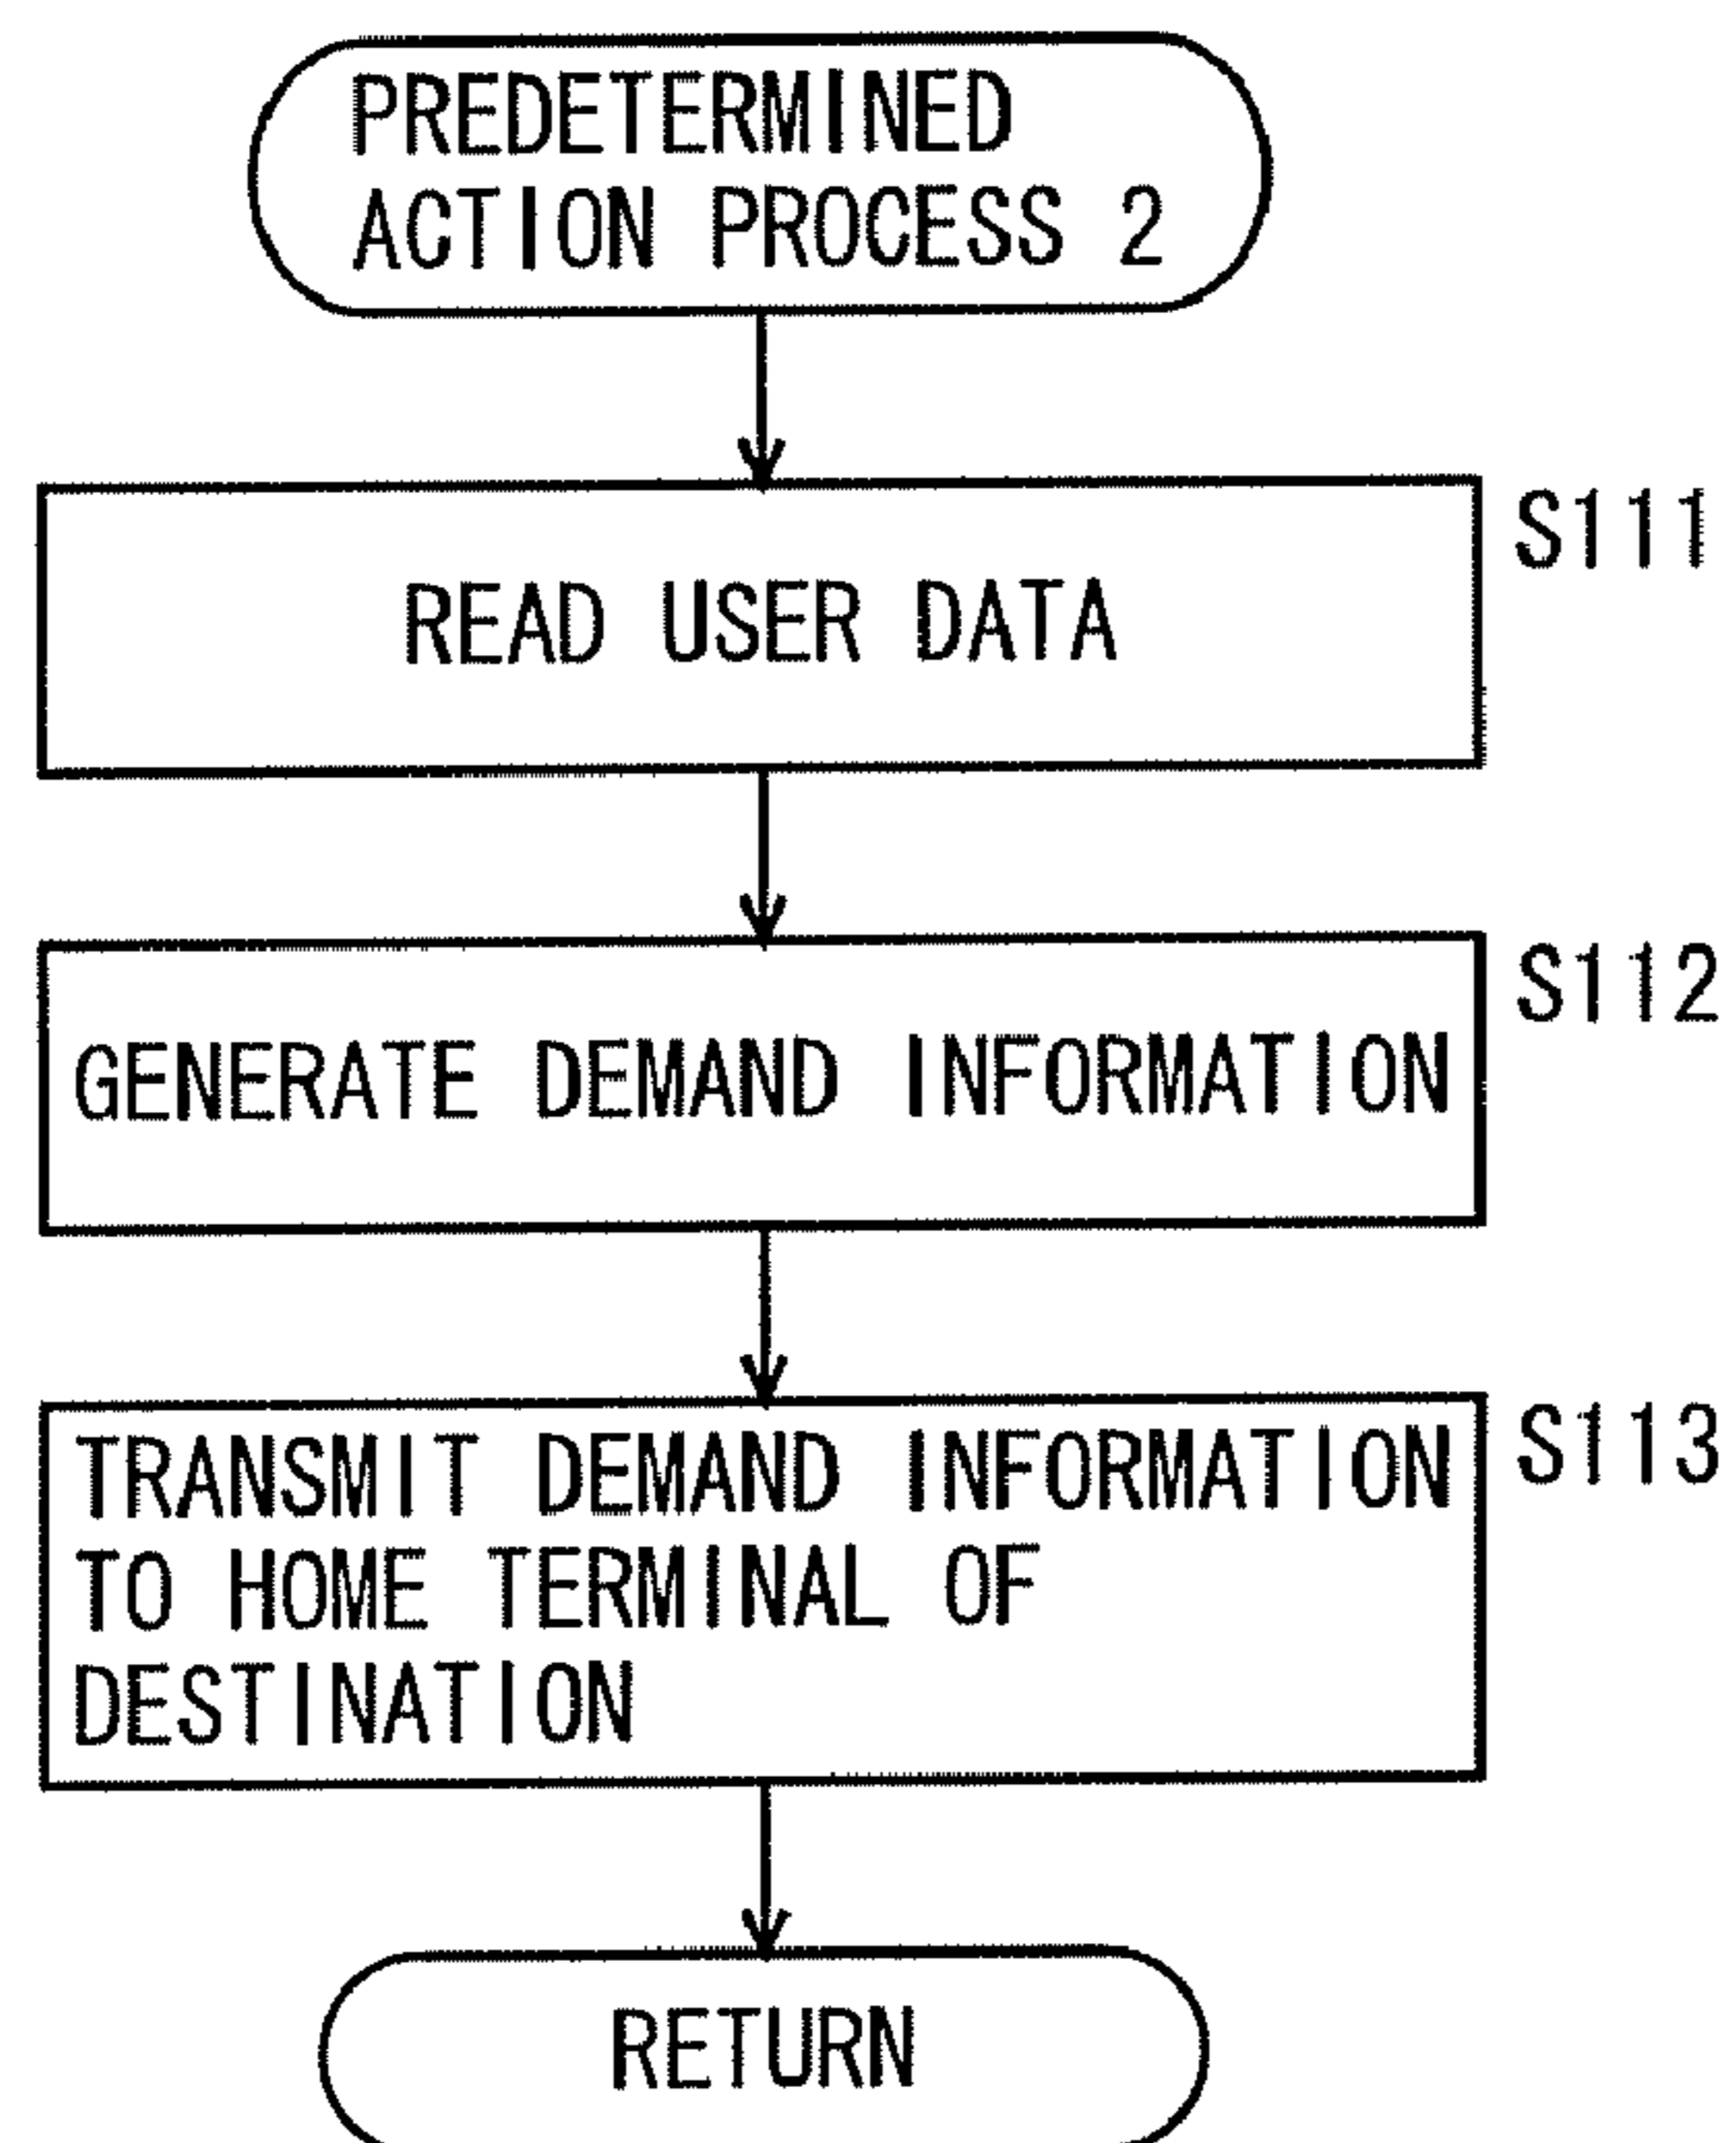 PREDETERMINED
ACTION PROCESS 2
S111
READ USER DATA
S112
GENERATE DEMAND INFORMATION
S113
TRANSMIT DEMAND INFORMATION
TO HOME TERMINAL OF
DESTINATION
RETURN